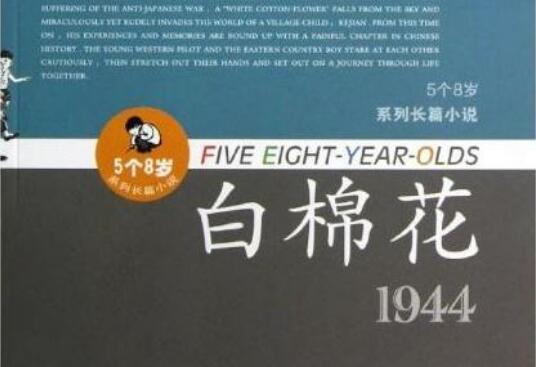 SUFFERING OF THE ANTI-JAPANESE WAR . A "WHITE COTTON-FLOWER" FALLS FROM THE SKY AND
MIRACULOUSLY YET RUDELY INVADES THE WORLD OF A VILLAGE CHILD ; KEJIAN . FROM THIS TIME
ON , HIS EXPERIENCES AND MEMORIES ARE BOUND UP WITH A PAINFUL CHAPTER IN CHINESE
HISTORY . THE YOUNG WESTERN PILOT AND THE EASTERN COUNTRY BOY STARE AT EACH OTHER
CAUTIOUSLY , THEN STRETCH OUT THEIR HANDS AND SET OUT ON A JOURNEY THROUGH LIFE
TOGETHER.
5个8岁
系列长篇小说
5个8岁
系列长篇小说
FIVE EIGHT-YEAR-OLDS
白棉花
1944